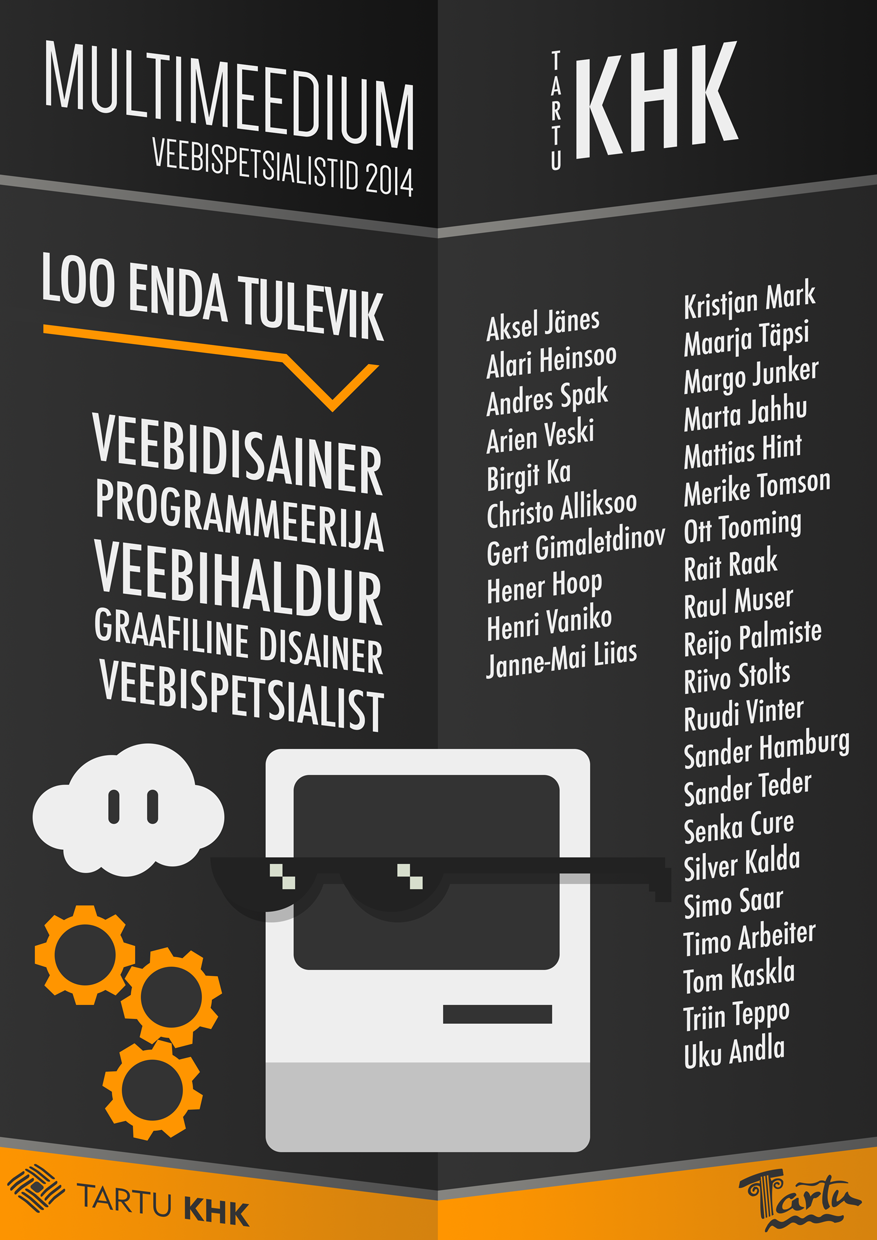 MULTIMEEDIUM
VEEBISPETSIALISTID 2014
TARTU
KHK
LOO ENDA TULEVIK
VEEBIDISAINER
PROGRAMMEERIJA
VEEBIHALDUR
GRAAFILINE DISAINER
VEEBISPETSIALIST
Aksel Jänes
Alari Heinsoo
Andres Spak
Arien Veski
Birgit Ka
Christo Alliksoo
Gert Gimaletdinov
Hener Hoop
Henri Vaniko
Janne-Mai Liias
Kristjan Mark
Maarja Täpsi
Margo Junker
Marta Jahhu
Mattias Hint
Merike Tomson
Ott Tooming
Rait Raak
Raul Muser
Reijo Palmiste
Riivo Stolts
Ruudi Vinter
Sander Hamburg
Sander Teder
Senka Cure
Silver Kalda
Simo Saar
Timo Arbeiter
Tom Kaskla
Triin Teppo
Uku Andla
TARTU KHK
Tartu